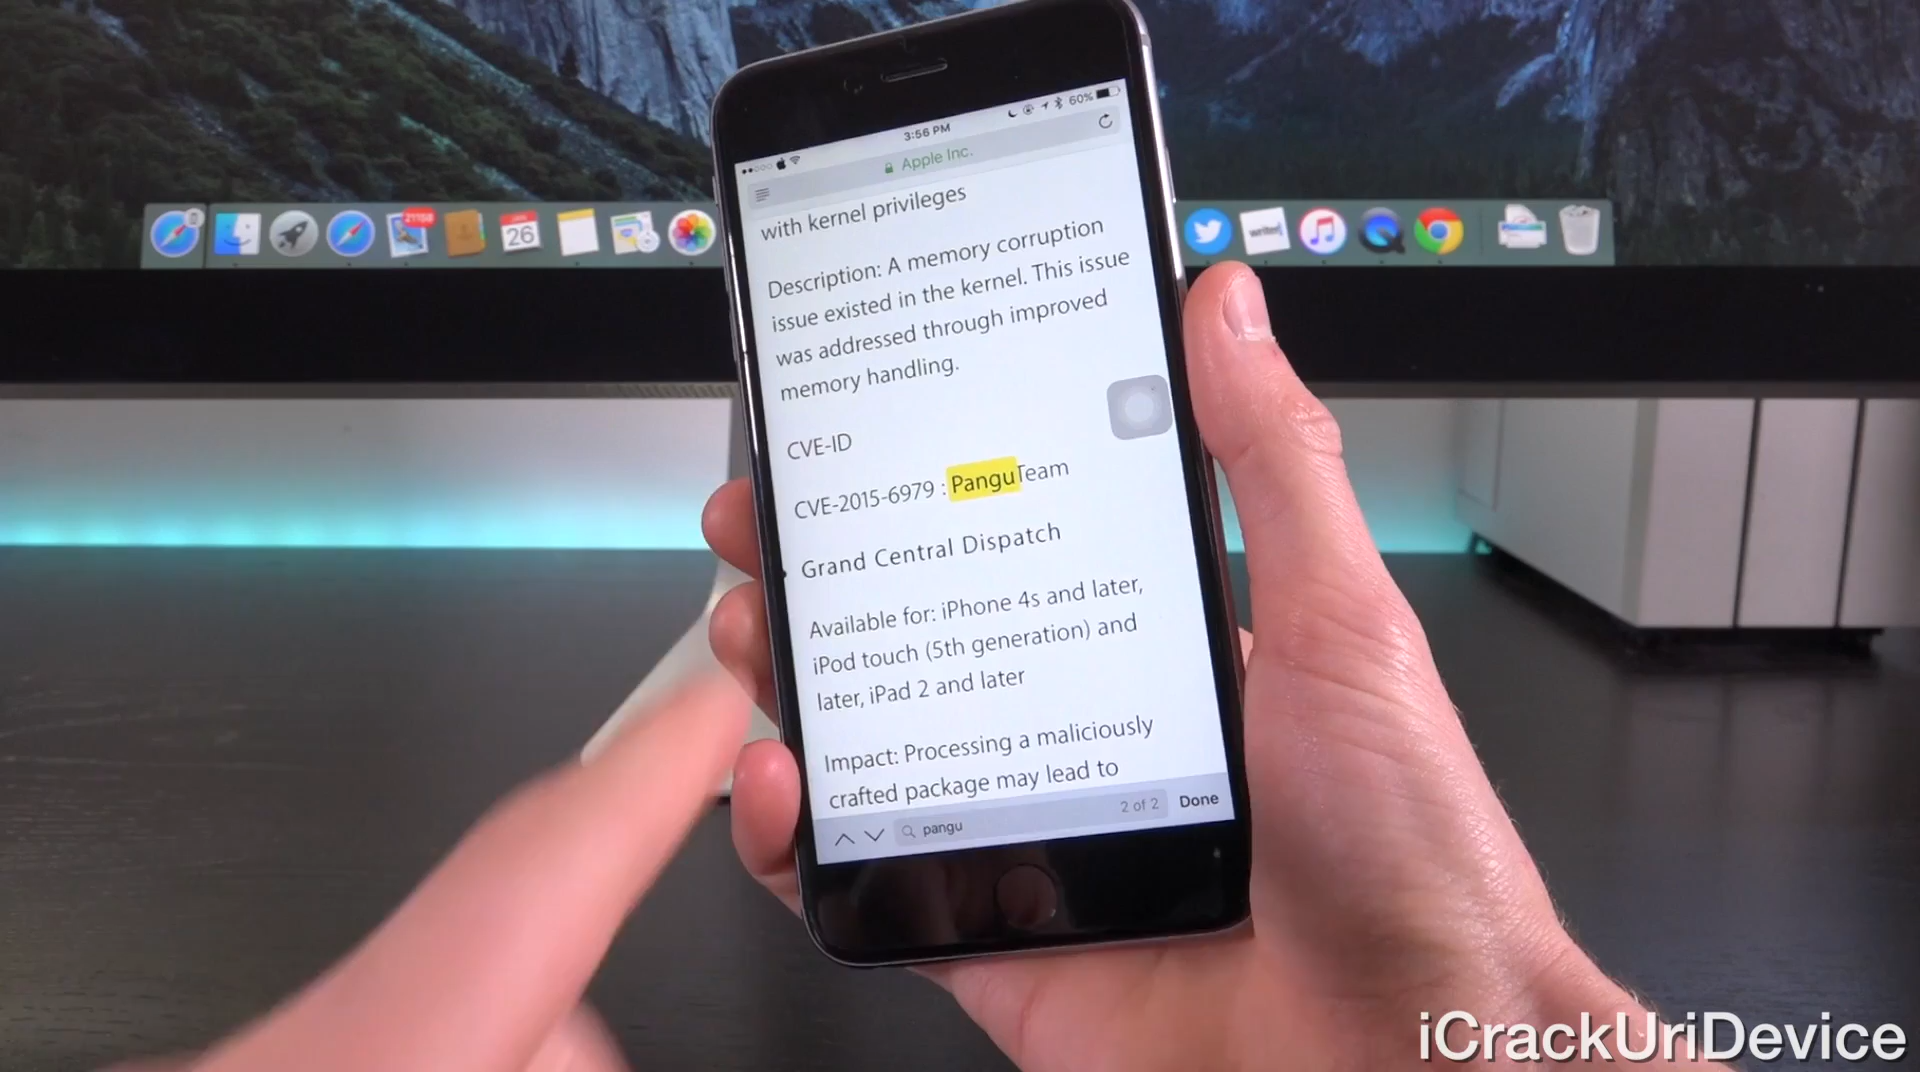 3:56 PM
60%
Apple Inc.
with kernel privileges
Description: A memory corruption
issue existed in the kernel. This issue
was addressed through improved
memory handling.
CVE-ID
CVE-2015-6979 : PanguTeam
Grand Central Dispatch
Available for: iPhone 4s and later,
iPod touch (5th generation) and
later, iPad 2 and later
Impact: Processing a maliciously
crafted package may lead to
pangu
2 of 2
Done
21158
JAN
26
writer
iCrackUriDevice